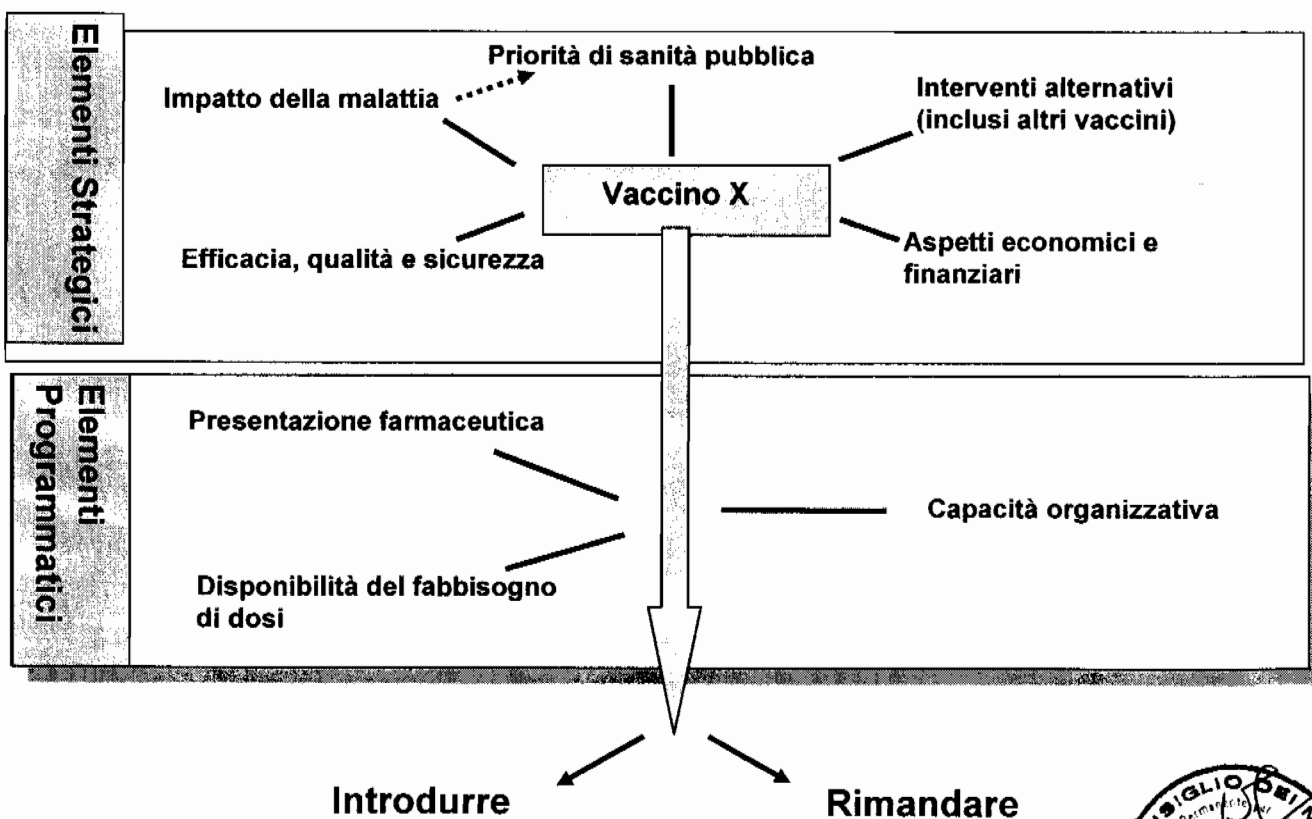 Elementi Strategici
Priorità di sanità pubblica
Impatto della malattia
Interventi alternativi
(inclusi altri vaccini)
Vaccino X
Efficacia, qualità e sicurezza
Aspetti economici e
finanziari
Elementi
Programmatici
Presentazione farmaceutica
Capacità organizzativa
Disponibilità del fabbisogno
di dosi
Introdurre
Rimandare